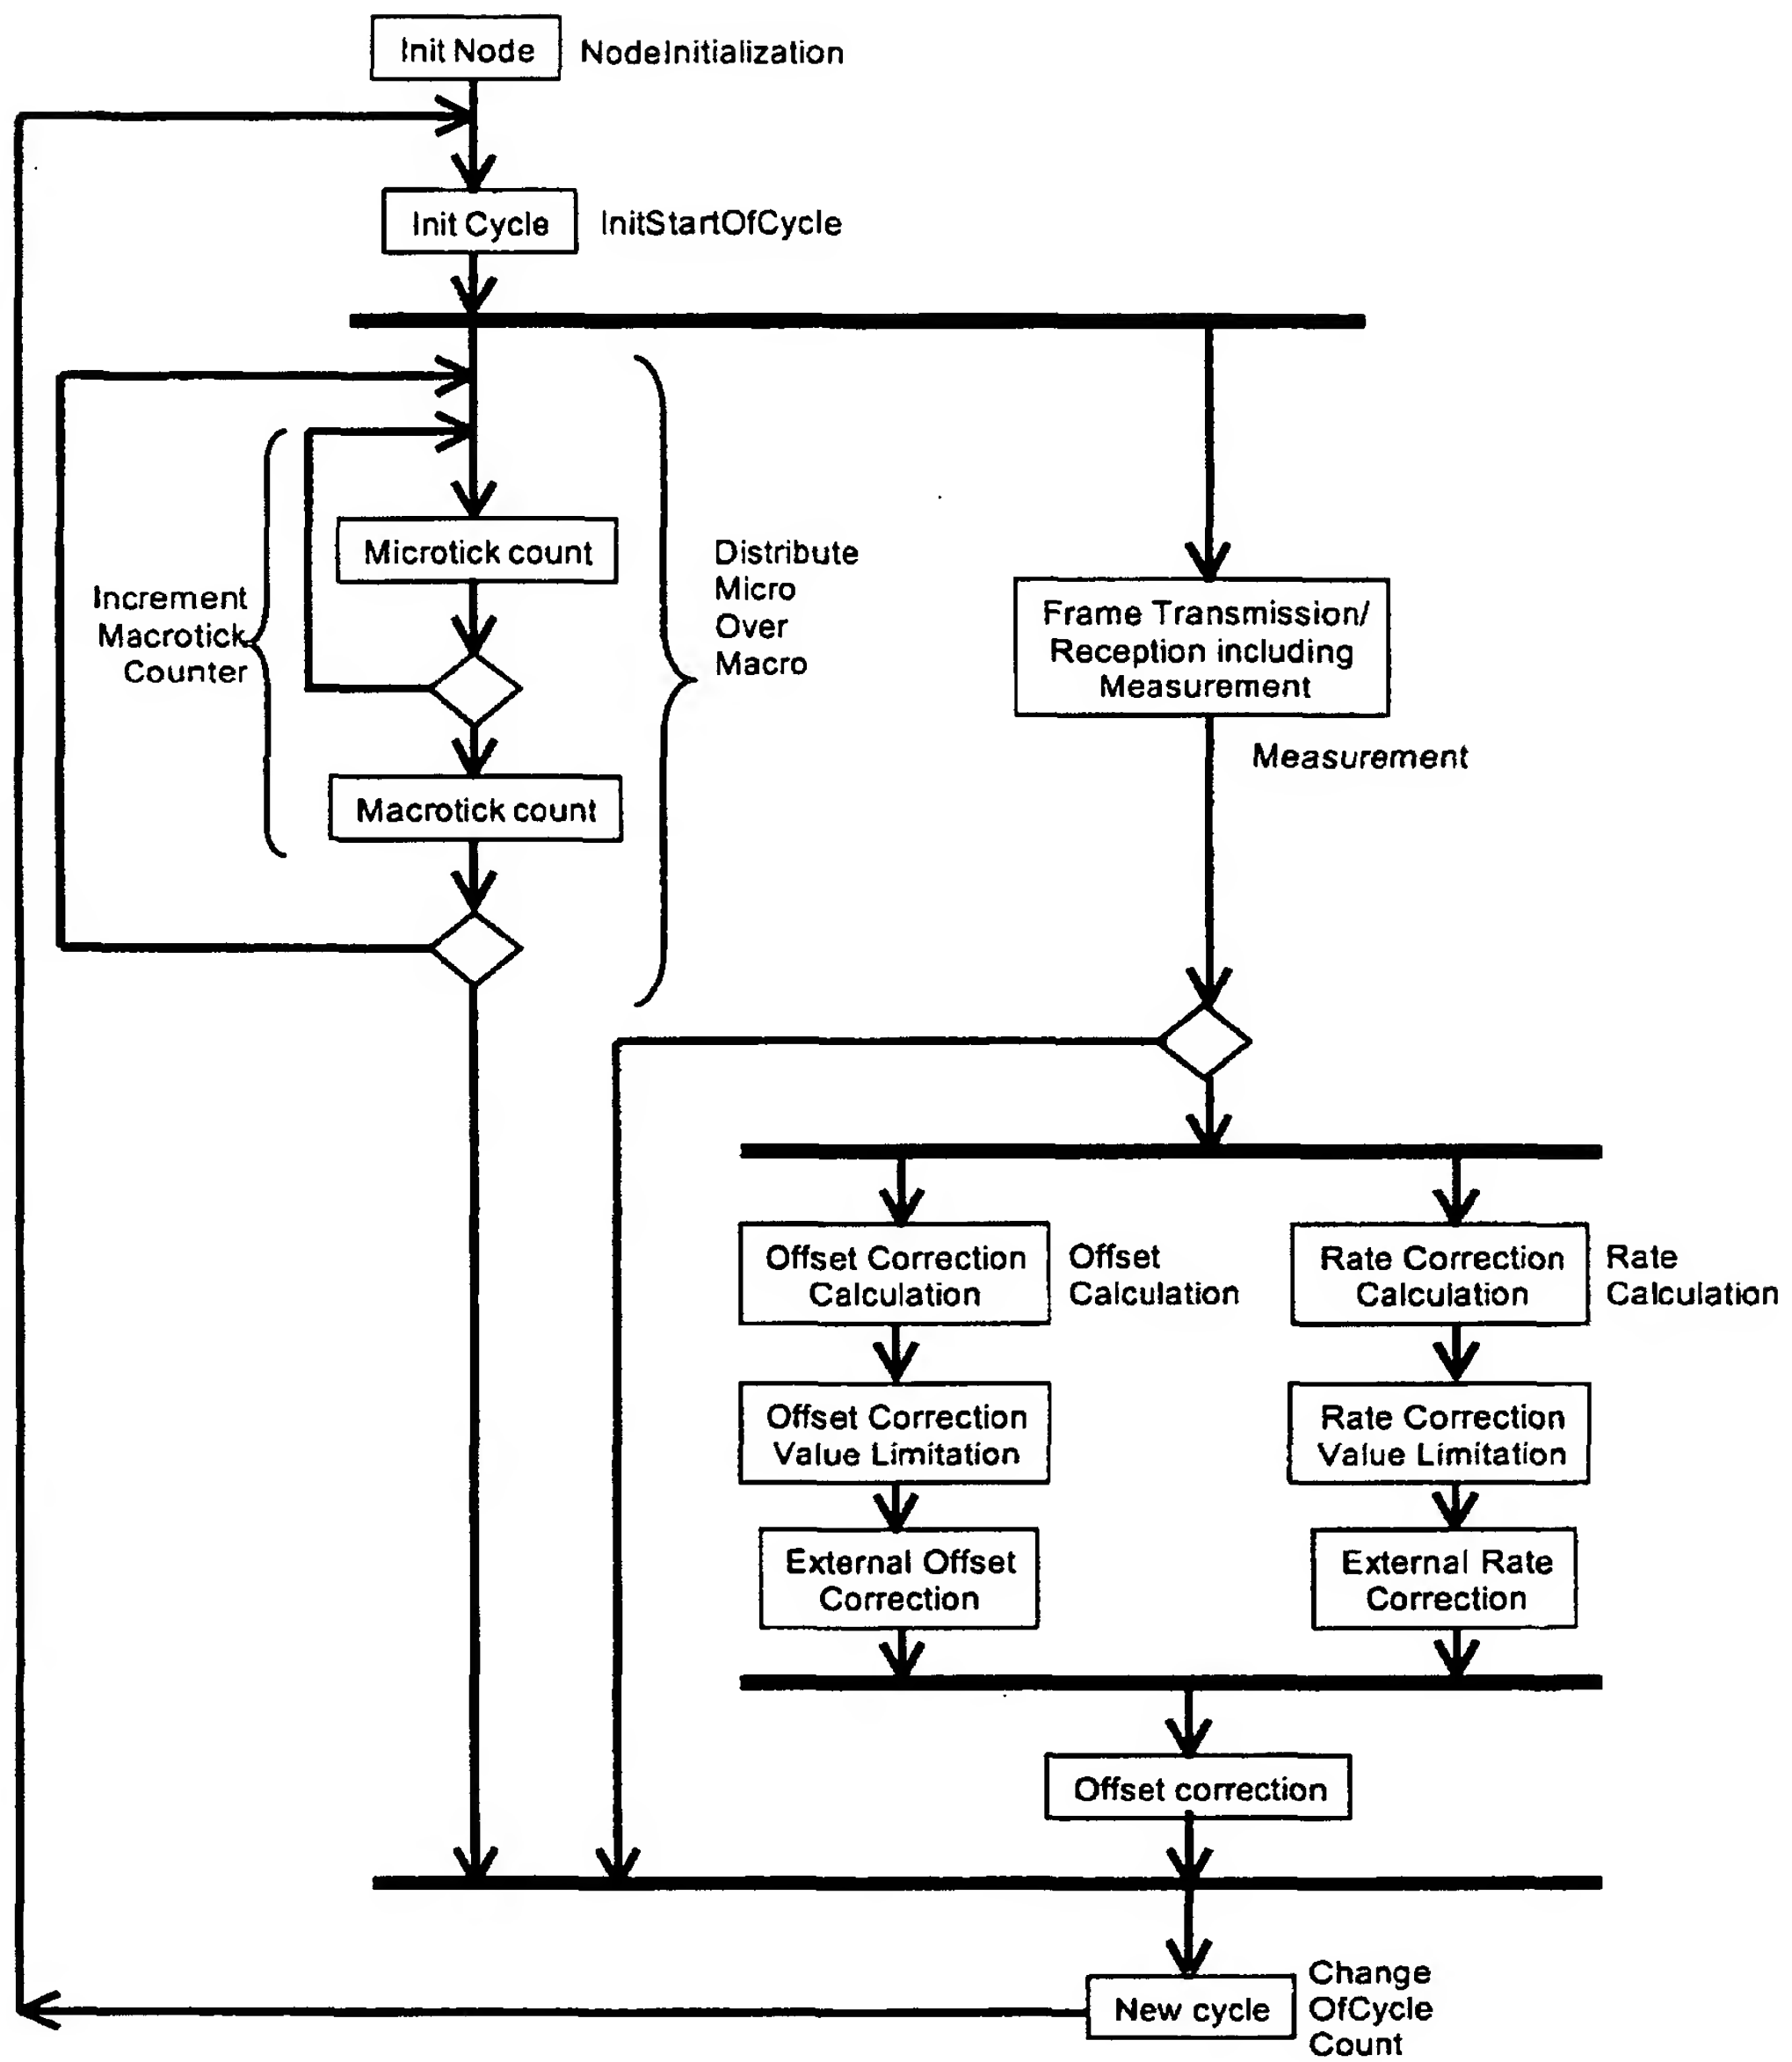 Init Node
NodeInitialization
Init Cycle
InitStartOfCycle
Microtick count
Distribute
Micro
Over
Macro
Increment
Macrotick
Counter
Frame Transmission/
Reception including
Measurement
Measurement
Macrotick count
Offset Correction
Calculation
Offset
Calculation
Rate Correction
Calculation
Rate
Calculation
Offset Correction
Value Limitation
Rate Correction
Value Limitation
External Offset
Correction
External Rate
Correction
Offset correction
New cycle
Change
OfCycle
Count